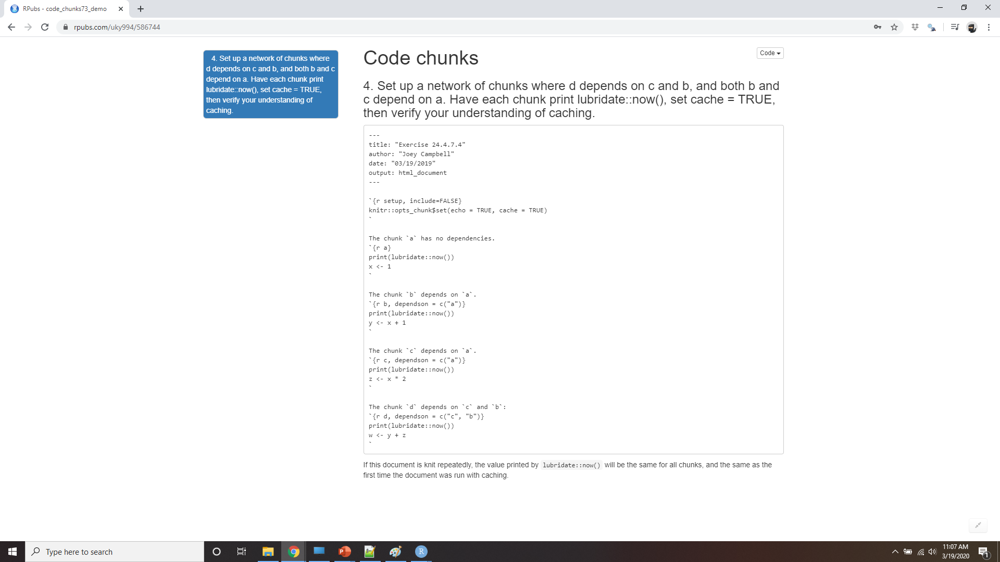 RPubs - code_chunks73_demo
rpubs.com/uky994/586744
4. Set up a network of chunks where
d depends on c and b, and both b and c
depend on a. Have each chunk print
lubridate::now(), set cache = TRUE,
then verify your understanding of
caching.
Code chunks
Code
4. Set up a network of chunks where d depends on c and b, and both b and
c depend on a. Have each chunk print lubridate::now(), set cache = TRUE,
then verify your understanding of caching.
---
title: "Exercise 24.4.7.4"
author: "Joey Campbell"
date: "03/19/2019"
output: html_document
---
`{r setup, include=FALSE}
knitr::opts_chunk$set(echo = TRUE, cache = TRUE)
`
The chunk `a` has no dependencies.
`{r a}
print(lubridate::now())
x <- 1
`
The chunk `b` depends on `a`.
`{r b, dependson = c("a")}
print(lubridate::now())
y <- x + 1
`
The chunk `c` depends on `a`.
`{r c, dependson = c("a")}
print(lubridate::now())
z <- x * 2
`
The chunk `d` depends on `c` and `b`:
`{r d, dependson = c("c", "b")}
print(lubridate::now())
w <- y + z
`
If this document is knit repeatedly, the value printed by lubridate::now() will be the same for all chunks, and the same as the
first time the document was run with caching.
Type here to search
11:07 AM
3/19/2020
1